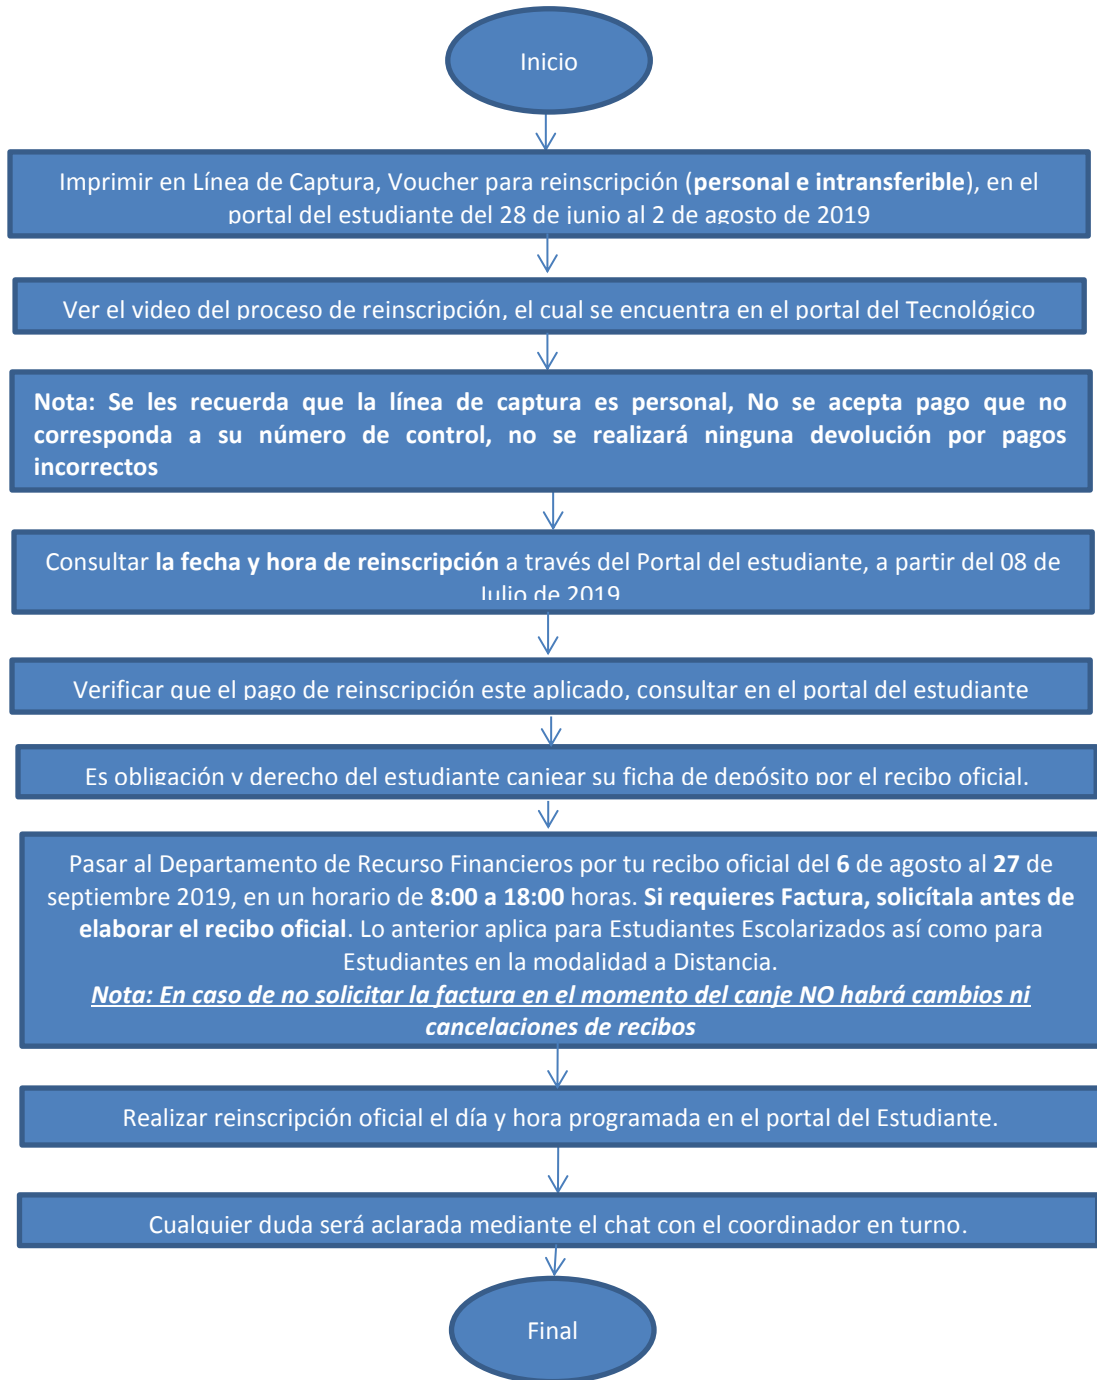 Inicio
Imprimir en Línea de Captura, Voucher para reinscripción (personal e intransferible), en el
portal del estudiante del 28 de junio al 2 de agosto de 2019
Ver el video del proceso de reinscripción, el cual se encuentra en el portal del Tecnológico
Nota: Se les recuerda que la línea de captura es personal, No se acepta pago que no
corresponda a su número de control, no se realizará ninguna devolución por pagos
incorrectos
Consultar la fecha y hora de reinscripción a través del Portal del estudiante, a partir del 08 de
Julio de 2019
Verificar que el pago de reinscripción este aplicado, consultar en el portal del estudiante
Es obligación y derecho del estudiante canjear su ficha de depósito por el recibo oficial.
Pasar al Departamento de Recurso Financieros por tu recibo oficial del 6 de agosto al 27 de
septiembre 2019, en un horario de 8:00 a 18:00 horas. Si requieres Factura, solicítala antes de
elaborar el recibo oficial. Lo anterior aplica para Estudiantes Escolarizados así como para
Estudiantes en la modalidad a Distancia.
Nota: En caso de no solicitar la factura en el momento del canje NO habrá cambios ni
cancelaciones de recibos
Realizar reinscripción oficial el día y hora programada en el portal del Estudiante.
Cualquier duda será aclarada mediante el chat con el coordinador en turno.
Final